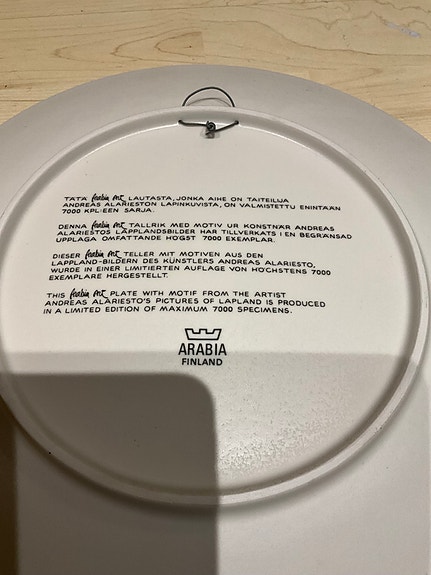 TÄTÄ Arabia Art LAUTASTA, JONKA AIHE ON TAITEILIJA
ANDREAS ALARIESTON LAPINKUVISTA, ON VALMISTETTU ENINTÄÄN
7000 KPL:EEN SARJA.
DENNA Arabia Art TALLRIK MED MOTIV UR KONSTNÄR ANDREAS
ALARIESTOS LAPPLANDSBILDER HAR TILLVERKATS I EN BEGRÄNSAD
UPPLAGA OMFATTANDE HÖGST 7000 EXEMPLAR.
DIESER Arabia Art TELLER MIT MOTIVEN AUS DEN
LAPPLAND-BILDERN DES KÜNSTLERS ANDREAS ALARIESTO,
WURDE IN EINER LIMITIERTEN AUFLAGE VON HÖCHSTENS 7000
EXEMPLARE HERGESTELLT.
THIS Arabia Art PLATE WITH MOTIF FROM THE ARTIST
ANDREAS ALARIESTO'S PICTURES OF LAPLAND IS PRODUCED
IN A LIMITED EDITION OF MAXIMUM 7000 SPECIMENS.
ARABIA
FINLAND